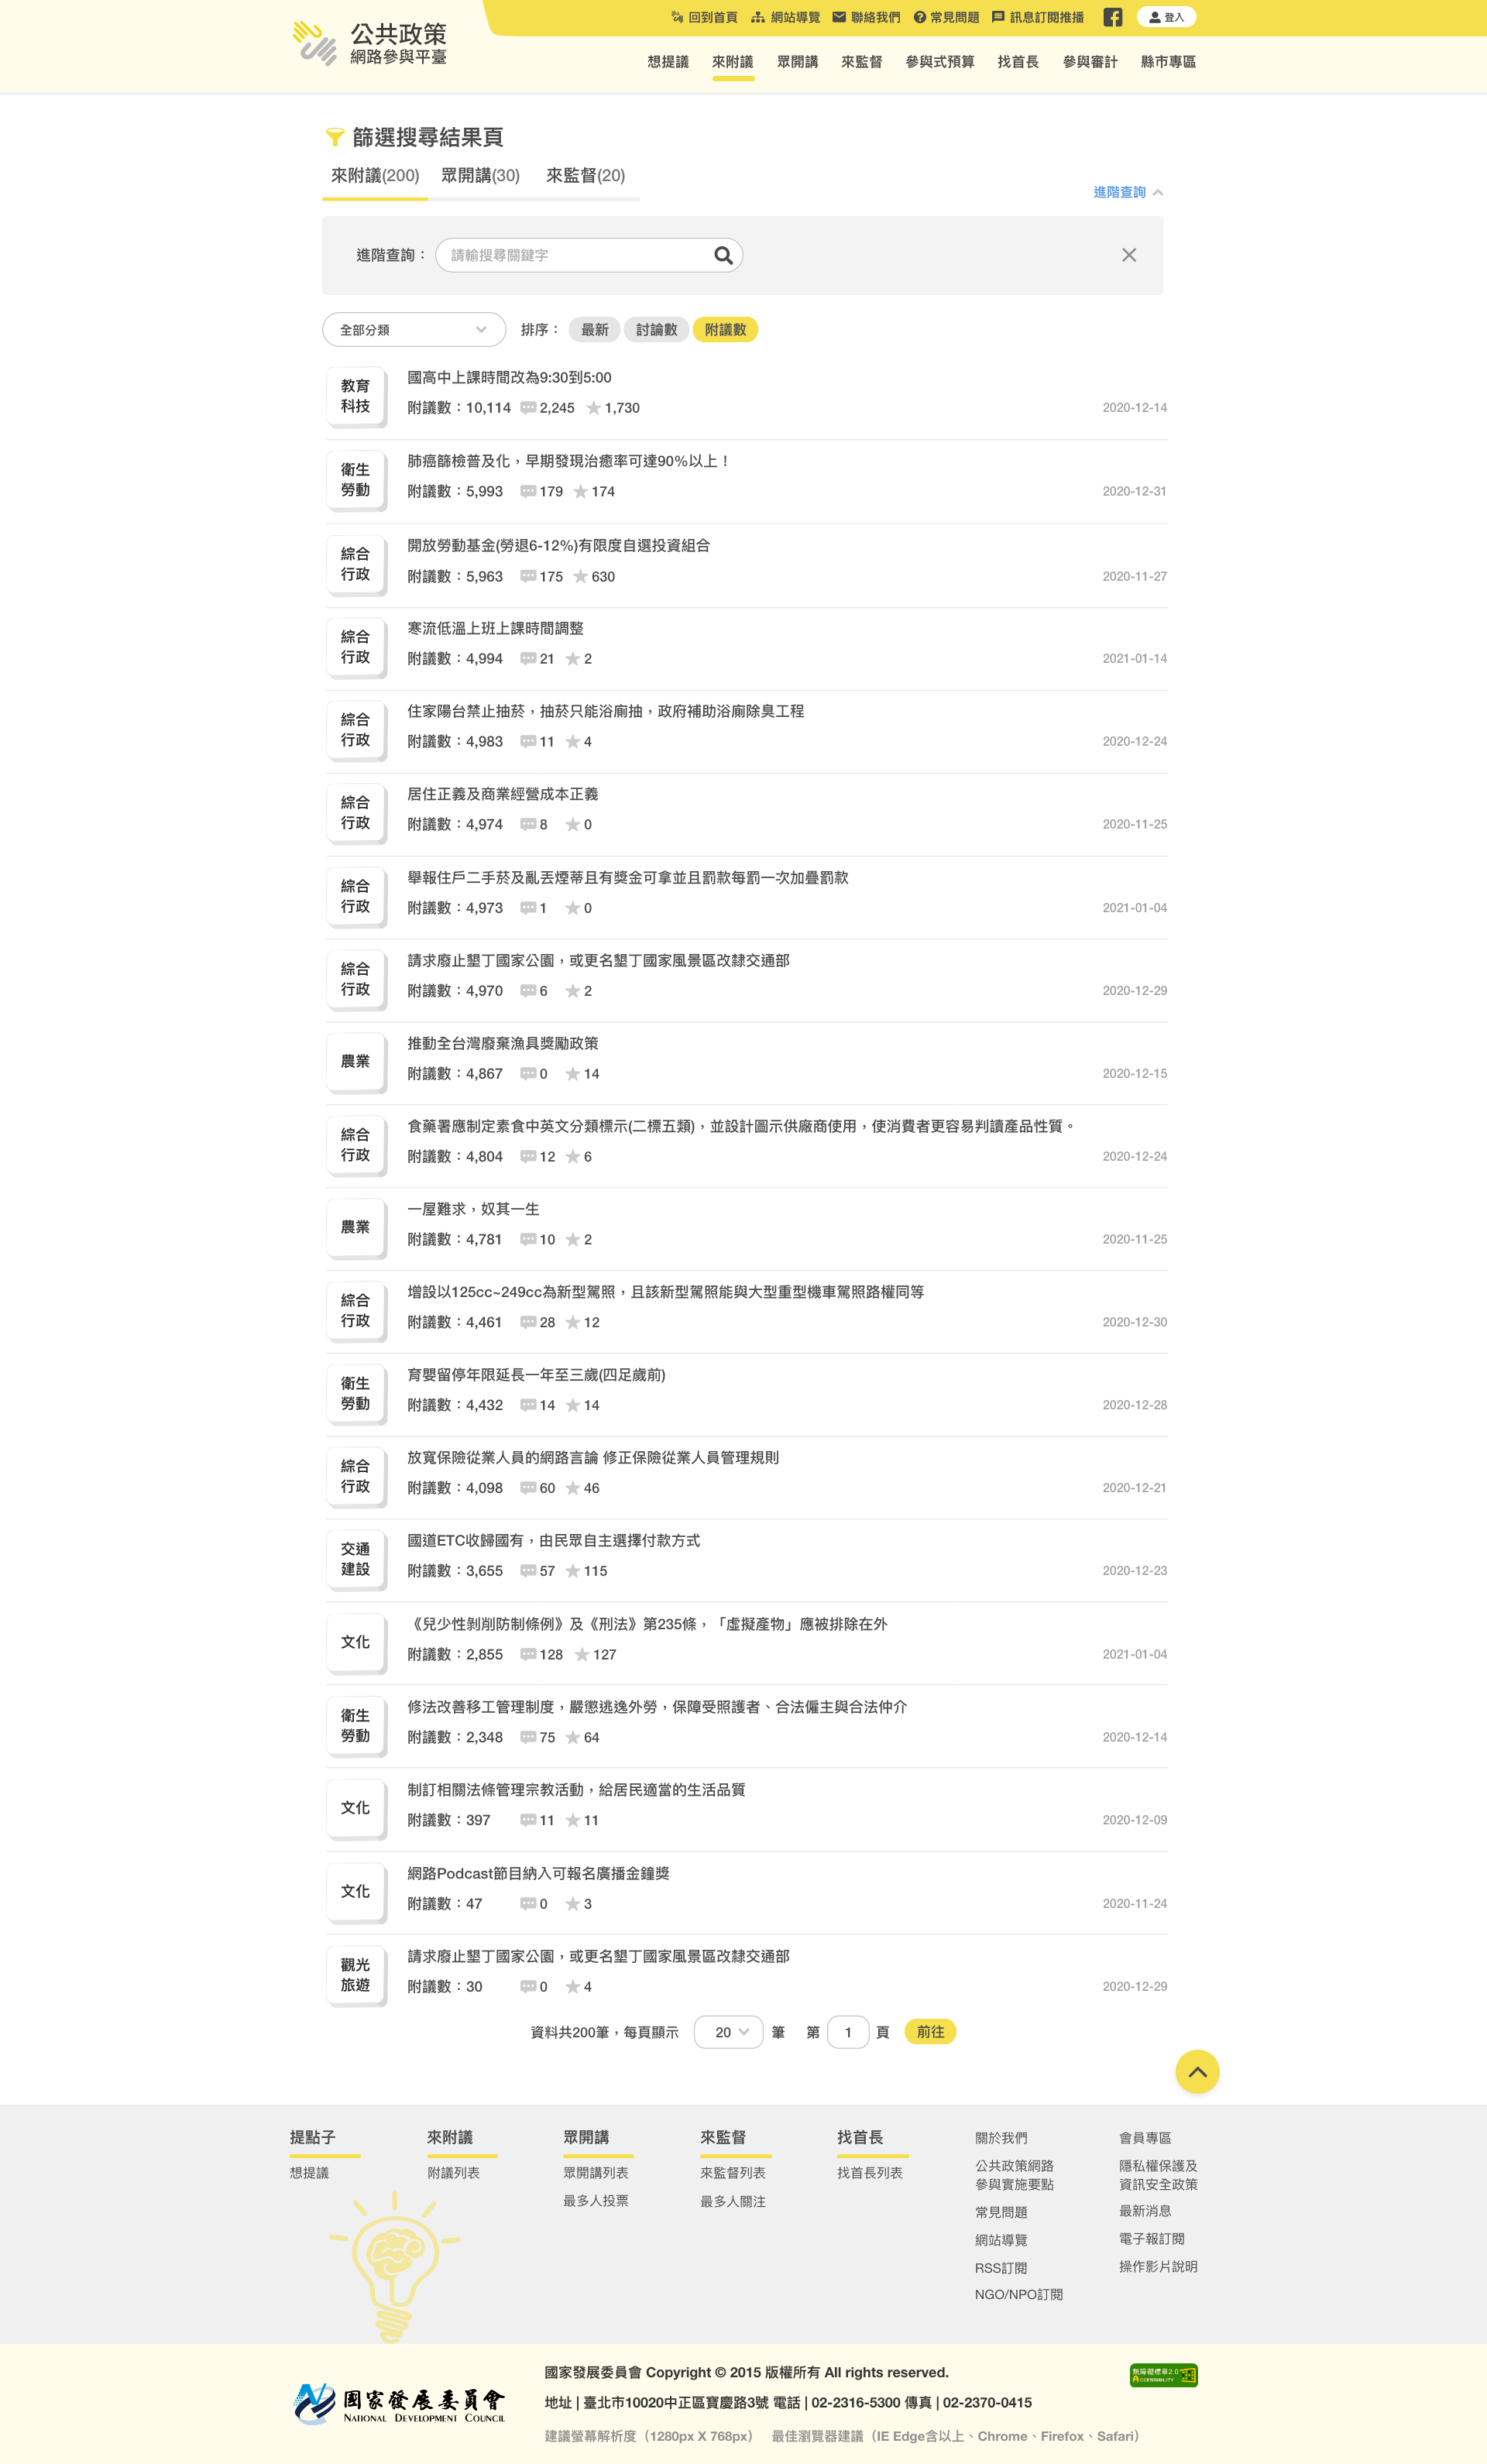 公共政策
網路參與平臺
回到首頁 網站導覽 聯絡我們 常見問題 訊息訂閱推播 登入
想提議 來附議 眾開講 來監督 參與式預算 找首長 參與審計 縣市專區
篩選搜尋結果頁
來附議(200) 眾開講(30) 來監督(20)
進階查詢
進階查詢： 請輸搜尋關鍵字
全部分類 排序： 最新 討論數 附議數
教育
科技
國高中上課時間改為9:30到5:00
附議數：10,114 2,245 1,730 2020-12-14
衛生
勞動
肺癌篩檢普及化，早期發現治癒率可達90%以上！
附議數：5,993 179 174 2020-12-31
綜合
行政
開放勞動基金(勞退6-12%)有限度自選投資組合
附議數：5,963 175 630 2020-11-27
綜合
行政
寒流低溫上班上課時間調整
附議數：4,994 21 2 2021-01-14
綜合
行政
住家陽台禁止抽菸，抽菸只能浴廁抽，政府補助浴廁除臭工程
附議數：4,983 11 4 2020-12-24
綜合
行政
居住正義及商業經營成本正義
附議數：4,974 8 0 2020-11-25
綜合
行政
舉報住戶二手菸及亂丟煙蒂且有獎金可拿並且罰款每罰一次加疊罰款
附議數：4,973 1 0 2021-01-04
綜合
行政
請求廢止墾丁國家公園，或更名墾丁國家風景區改隸交通部
附議數：4,970 6 2 2020-12-29
農業
推動全台灣廢棄漁具獎勵政策
附議數：4,867 0 14 2020-12-15
綜合
行政
食藥署應制定素食中英文分類標示(二標五類)，並設計圖示供廠商使用，使消費者更容易判讀產品性質。
附議數：4,804 12 6 2020-12-24
農業
一屋難求，奴其一生
附議數：4,781 10 2 2020-11-25
綜合
行政
增設以125cc~249cc為新型駕照，且該新型駕照能與大型重型機車駕照路權同等
附議數：4,461 28 12 2020-12-30
衛生
勞動
育嬰留停年限延長一年至三歲(四足歲前)
附議數：4,432 14 14 2020-12-28
綜合
行政
放寬保險從業人員的網路言論 修正保險從業人員管理規則
附議數：4,098 60 46 2020-12-21
交通
建設
國道ETC收歸國有，由民眾自主選擇付款方式
附議數：3,655 57 115 2020-12-23
文化
《兒少性剝削防制條例》及《刑法》第235條，「虛擬產物」應被排除在外
附議數：2,855 128 127 2021-01-04
衛生
勞動
修法改善移工管理制度，嚴懲逃逸外勞，保障受照護者、合法僱主與合法仲介
附議數：2,348 75 64 2020-12-14
文化
制訂相關法條管理宗教活動，給居民適當的生活品質
附議數：397 11 11 2020-12-09
文化
網路Podcast節目納入可報名廣播金鐘獎
附議數：47 0 3 2020-11-24
觀光
旅遊
請求廢止墾丁國家公園，或更名墾丁國家風景區改隸交通部
附議數：30 0 4 2020-12-29
資料共200筆，每頁顯示 20 筆 第 1 頁 前往
提點子
想提議
來附議
附議列表
眾開講
眾開講列表
最多人投票
來監督
來監督列表
最多人關注
找首長
找首長列表
關於我們
公共政策網路
參與實施要點
常見問題
網站導覽
RSS訂閱
NGO/NPO訂閱
會員專區
隱私權保護及
資訊安全政策
最新消息
電子報訂閱
操作影片說明
國家發展委員會
NATIONAL DEVELOPMENT COUNCIL
國家發展委員會 Copyright © 2015 版權所有 All rights reserved.
地址 | 臺北市10020中正區寶慶路3號 電話 | 02-2316-5300 傳真 | 02-2370-0415
建議螢幕解析度（1280px X 768px） 最佳瀏覽器建議（IE Edge含以上、Chrome、Firefox、Safari）
無障礙標章2.0
ACCESSIBILITY